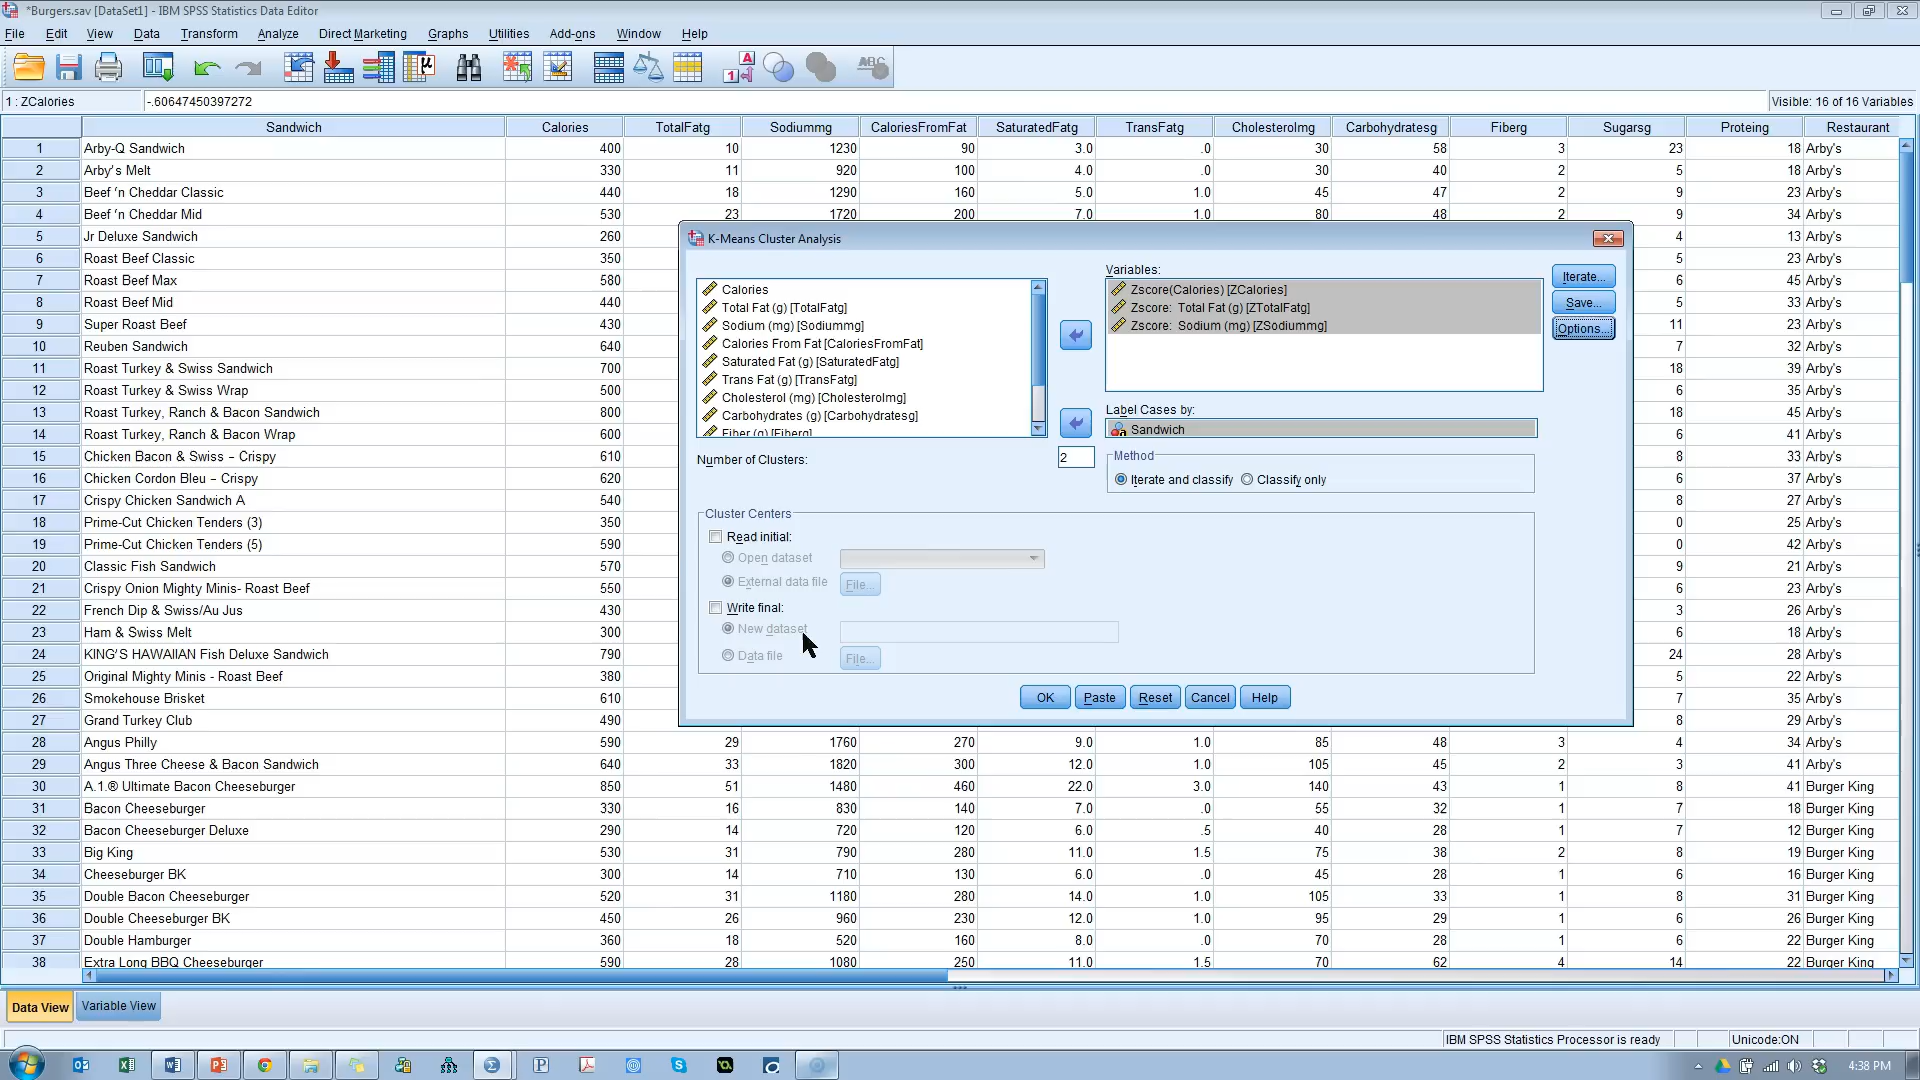 *Burgers.sav [DataSet1] - IBM SPSS Statistics Data Editor
File Edit View Data Transform Analyze Direct Marketing Graphs Utilities Add-ons Window Help
1 : ZCalories -.60647450397272 Visible: 16 of 16 Variables
Sandwich Calories TotalFatg Sodiummg CaloriesFromFat SaturatedFatg TransFatg Cholesterolmg Carbohydratesg Fiberg Sugarsg Proteing Restaurant
1 Arby-Q Sandwich 400 10 1230 90 3.0 .0 30 58 3 23 18 Arby's
2 Arby's Melt 330 11 920 100 4.0 .0 30 40 2 5 18 Arby's
3 Beef 'n Cheddar Classic 440 18 1290 160 5.0 1.0 45 47 2 9 23 Arby's
4 Beef 'n Cheddar Mid 530 23 1720 200 7.0 1.0 80 48 2 9 34 Arby's
5 Jr Deluxe Sandwich 260 4 13 Arby's
6 Roast Beef Classic 350 5 23 Arby's
7 Roast Beef Max 580 6 45 Arby's
8 Roast Beef Mid 440 5 33 Arby's
9 Super Roast Beef 430 11 23 Arby's
10 Reuben Sandwich 640 7 32 Arby's
11 Roast Turkey & Swiss Sandwich 700 18 39 Arby's
12 Roast Turkey & Swiss Wrap 500 6 35 Arby's
13 Roast Turkey, Ranch & Bacon Sandwich 800 18 45 Arby's
14 Roast Turkey, Ranch & Bacon Wrap 600 6 41 Arby's
15 Chicken Bacon & Swiss – Crispy 610 8 33 Arby's
16 Chicken Cordon Bleu – Crispy 620 6 37 Arby's
17 Crispy Chicken Sandwich A 540 8 27 Arby's
18 Prime-Cut Chicken Tenders (3) 350 0 25 Arby's
19 Prime-Cut Chicken Tenders (5) 590 0 42 Arby's
20 Classic Fish Sandwich 570 9 21 Arby's
21 Crispy Onion Mighty Minis- Roast Beef 550 6 23 Arby's
22 French Dip & Swiss/Au Jus 430 3 26 Arby's
23 Ham & Swiss Melt 300 6 18 Arby's
24 KING'S HAWAIIAN Fish Deluxe Sandwich 790 24 28 Arby's
25 Original Mighty Minis - Roast Beef 380 5 22 Arby's
26 Smokehouse Brisket 610 7 35 Arby's
27 Grand Turkey Club 490 8 29 Arby's
28 Angus Philly 590 29 1760 270 9.0 1.0 85 48 3 4 34 Arby's
29 Angus Three Cheese & Bacon Sandwich 640 33 1820 300 12.0 1.0 105 45 2 3 41 Arby's
30 A.1.® Ultimate Bacon Cheeseburger 850 51 1480 460 22.0 3.0 140 43 1 8 41 Burger King
31 Bacon Cheeseburger 330 16 830 140 7.0 .0 55 32 1 7 18 Burger King
32 Bacon Cheeseburger Deluxe 290 14 720 120 6.0 .5 40 28 1 7 12 Burger King
33 Big King 530 31 790 280 11.0 1.5 75 38 2 8 19 Burger King
34 Cheeseburger BK 300 14 710 130 6.0 .0 45 28 1 6 16 Burger King
35 Double Bacon Cheeseburger 520 31 1180 280 14.0 1.0 105 33 1 8 31 Burger King
36 Double Cheeseburger BK 450 26 960 230 12.0 1.0 95 29 1 6 26 Burger King
37 Double Hamburger 360 18 520 160 8.0 .0 70 28 1 6 22 Burger King
38 Extra Long BBQ Cheeseburger 590 28 1080 250 11.0 1.5 70 62 4 14 22 Burger King
K-Means Cluster Analysis
Calories
Total Fat (g) [TotalFatg]
Sodium (mg) [Sodiummg]
Calories From Fat [CaloriesFromFat]
Saturated Fat (g) [SaturatedFatg]
Trans Fat (g) [TransFatg]
Cholesterol (mg) [Cholesterolmg]
Carbohydrates (g) [Carbohydratesg]
Fiber (g) [Fiberg]
Variables:
Zscore(Calories) [ZCalories]
Zscore: Total Fat (g) [ZTotalFatg]
Zscore: Sodium (mg) [ZSodiummg]
Iterate...
Save...
Options...
Label Cases by:
Sandwich
Number of Clusters: 2
Method
Iterate and classify Classify only
Cluster Centers
Read initial:
Open dataset
External data file File...
Write final:
New dataset
Data file File...
OK Paste Reset Cancel Help
Data View Variable View
IBM SPSS Statistics Processor is ready Unicode:ON
4:38 PM